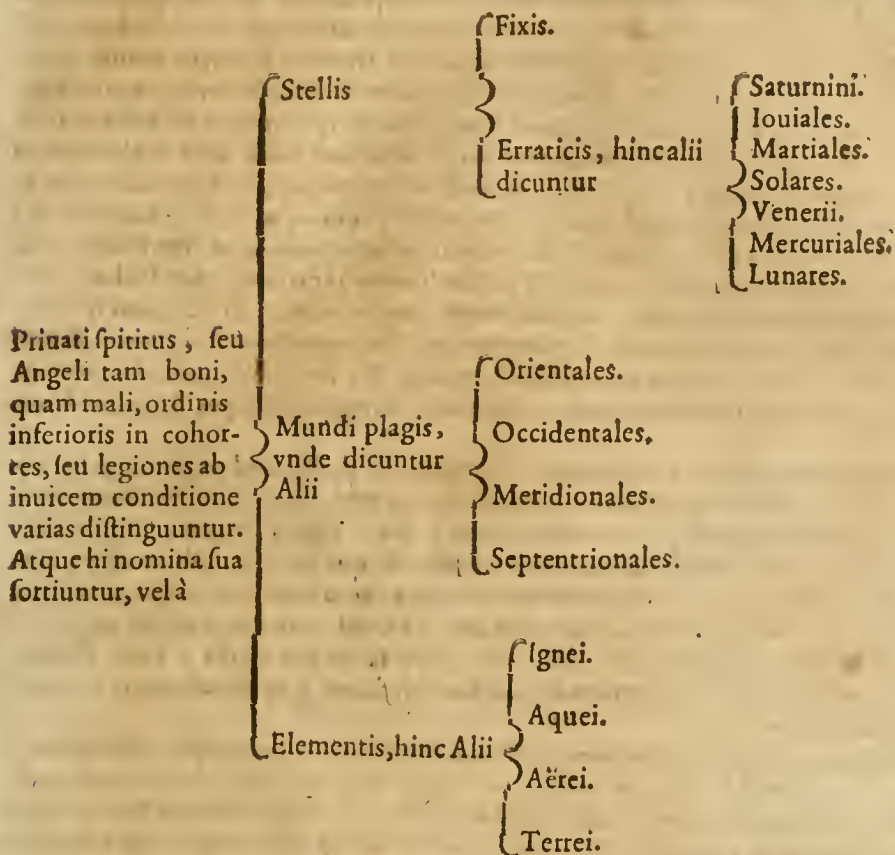 Priuati ſpititus, ſeu
Angeli tam boni,
quam mali, ordinis
inferioris in cohor-
tes, ſeu legiones ab
inuicem conditione
varias diſtinguuntur.
Atque hi nomina ſua
ſortiuntur, vel à
Stellis
Fixis.
Erraticis, hinc alii
dicuntur
Saturnini.
Iouiales.
Martiales.
Solares.
Venerii.
Mercuriales.
Lunares.
Mundi plagis,
vnde dicuntur
Alii
Orientales.
Occidentales.
Meridionales.
Septentrionales.
Elementis, hinc Alii
Ignei.
Aquei.
Aërei.
Terrei.